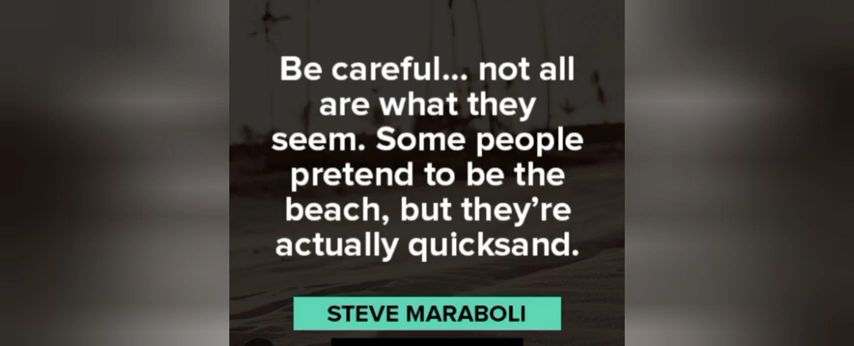 Be careful... not all
are what they
seem. Some people
pretend to be the
beach, but they’re
actually quicksand.
STEVE MARABOLI